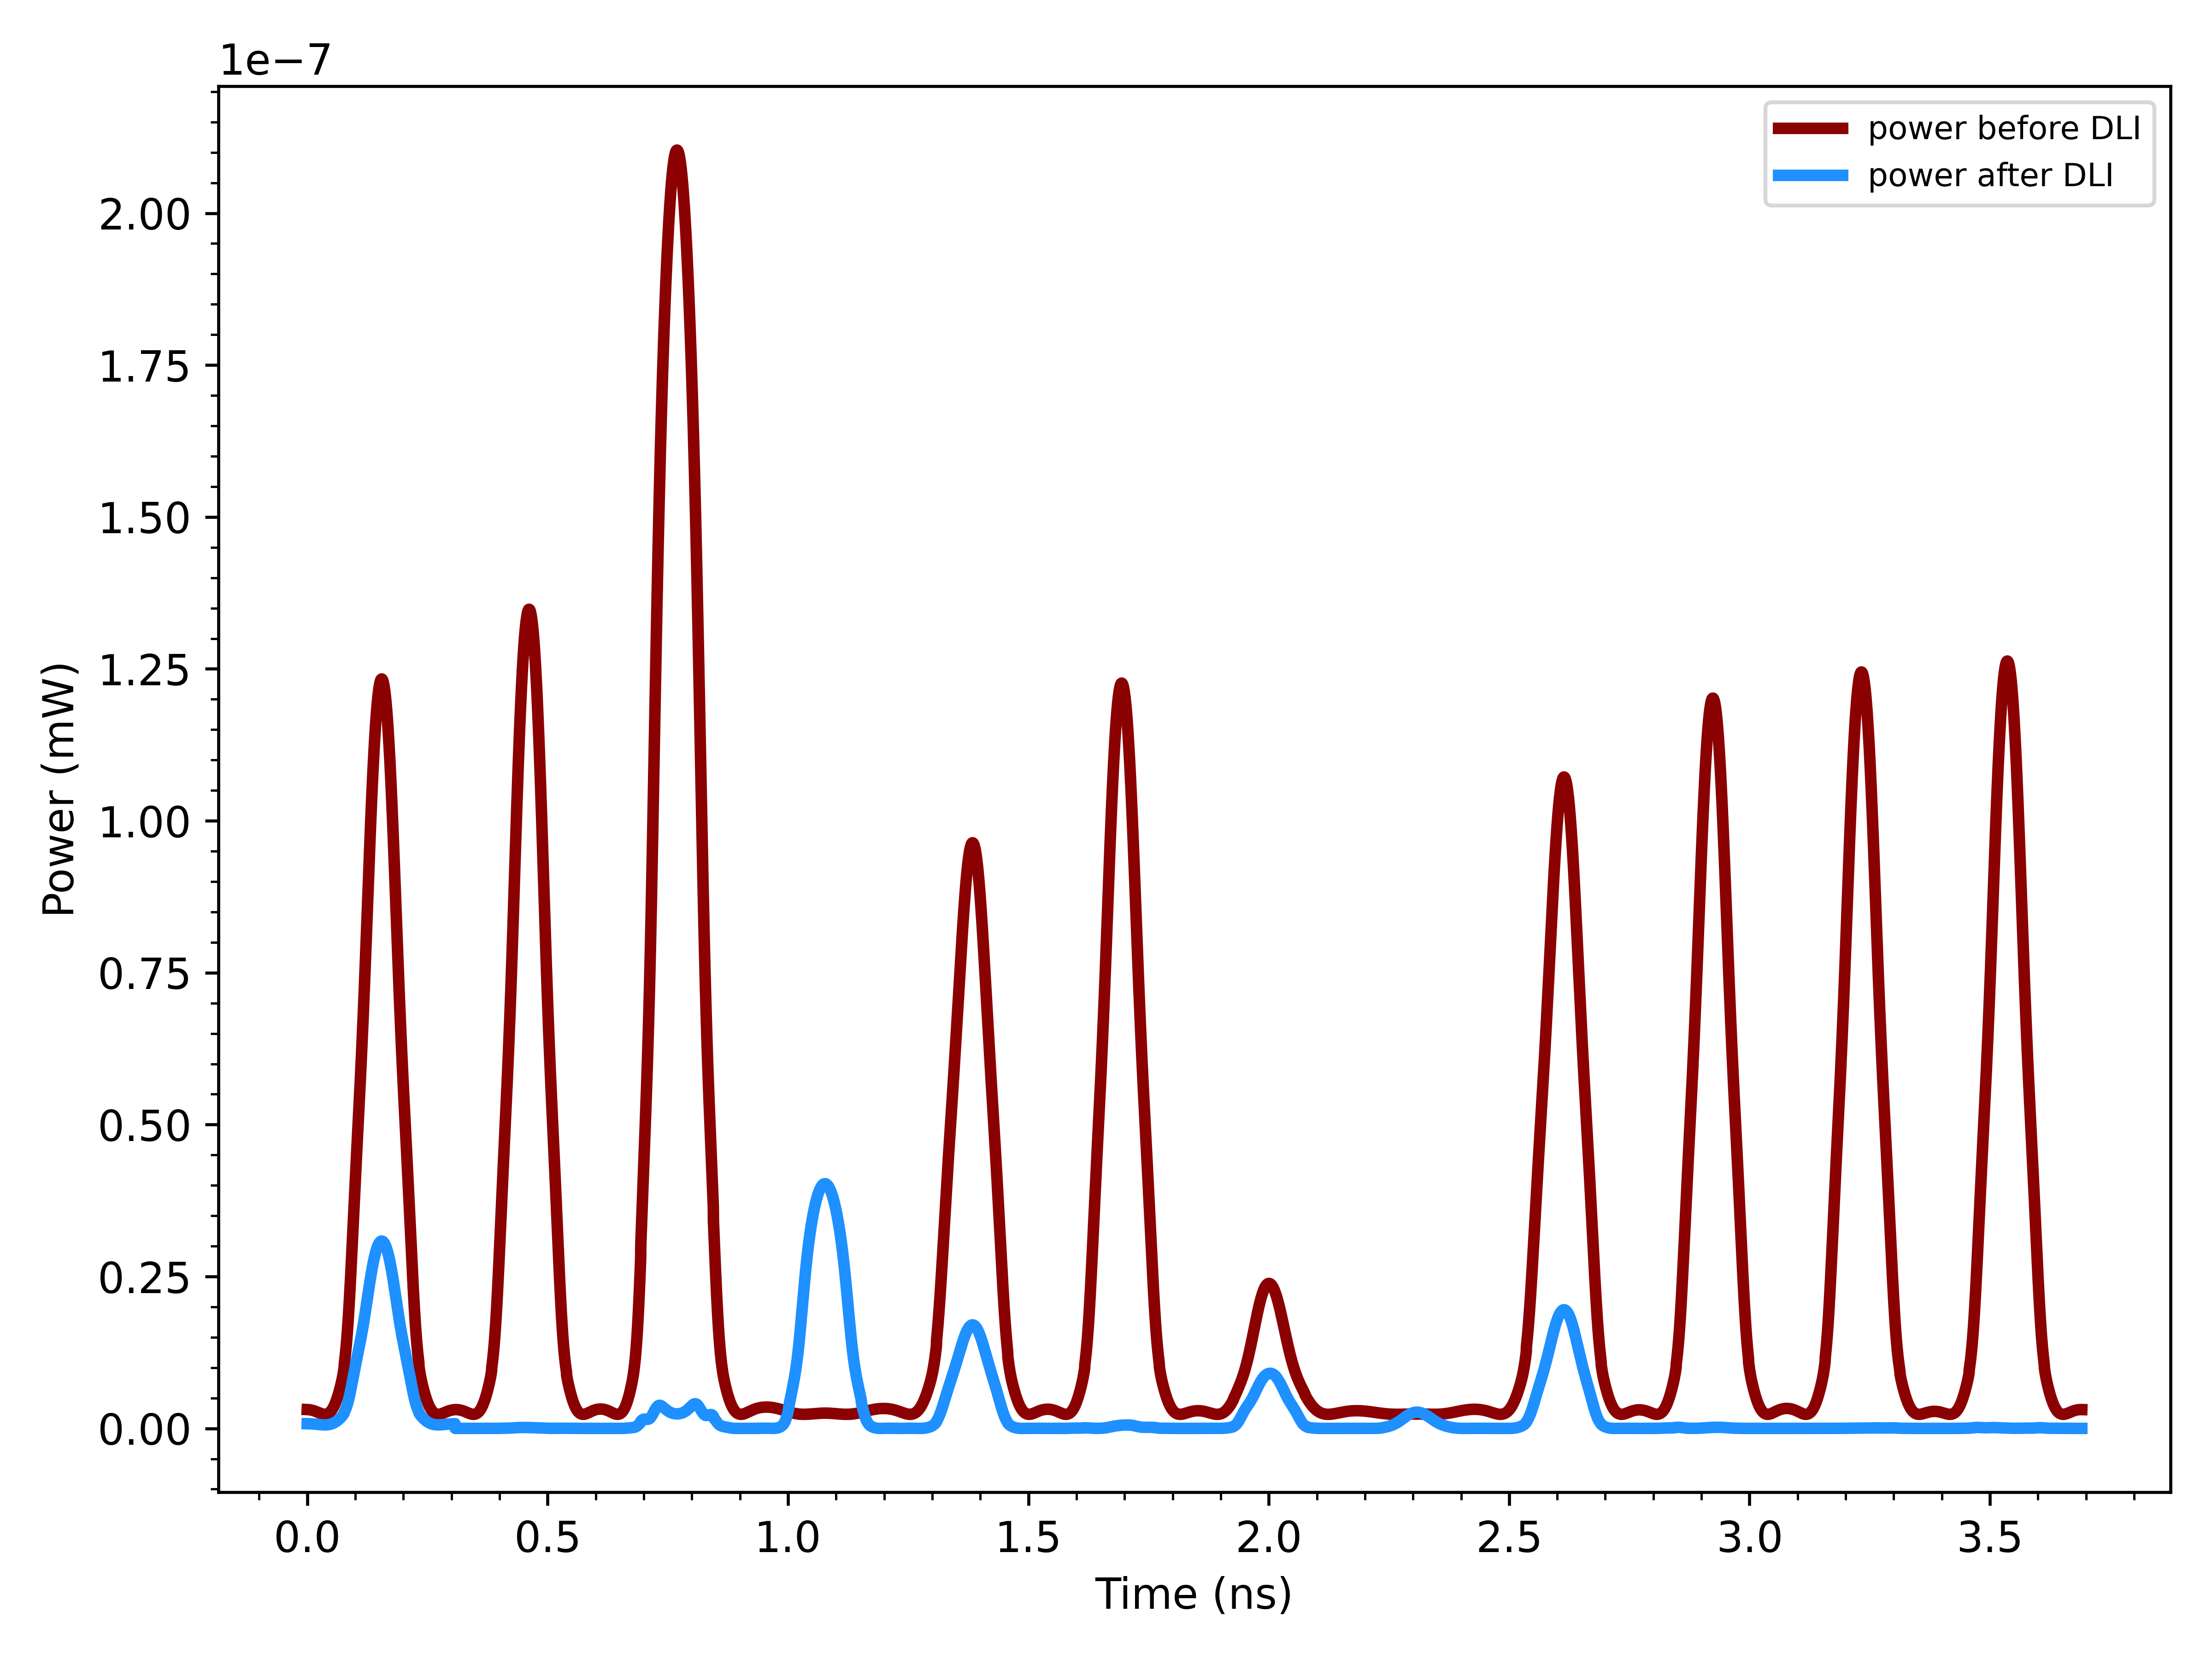 1e−7
power before DLI
power after DLI
2.00
1.75
1.50
1.25
1.00
0.75
0.50
0.25
0.00
Power (mW)
0.0 0.5 1.0 1.5 2.0 2.5 3.0 3.5
Time (ns)